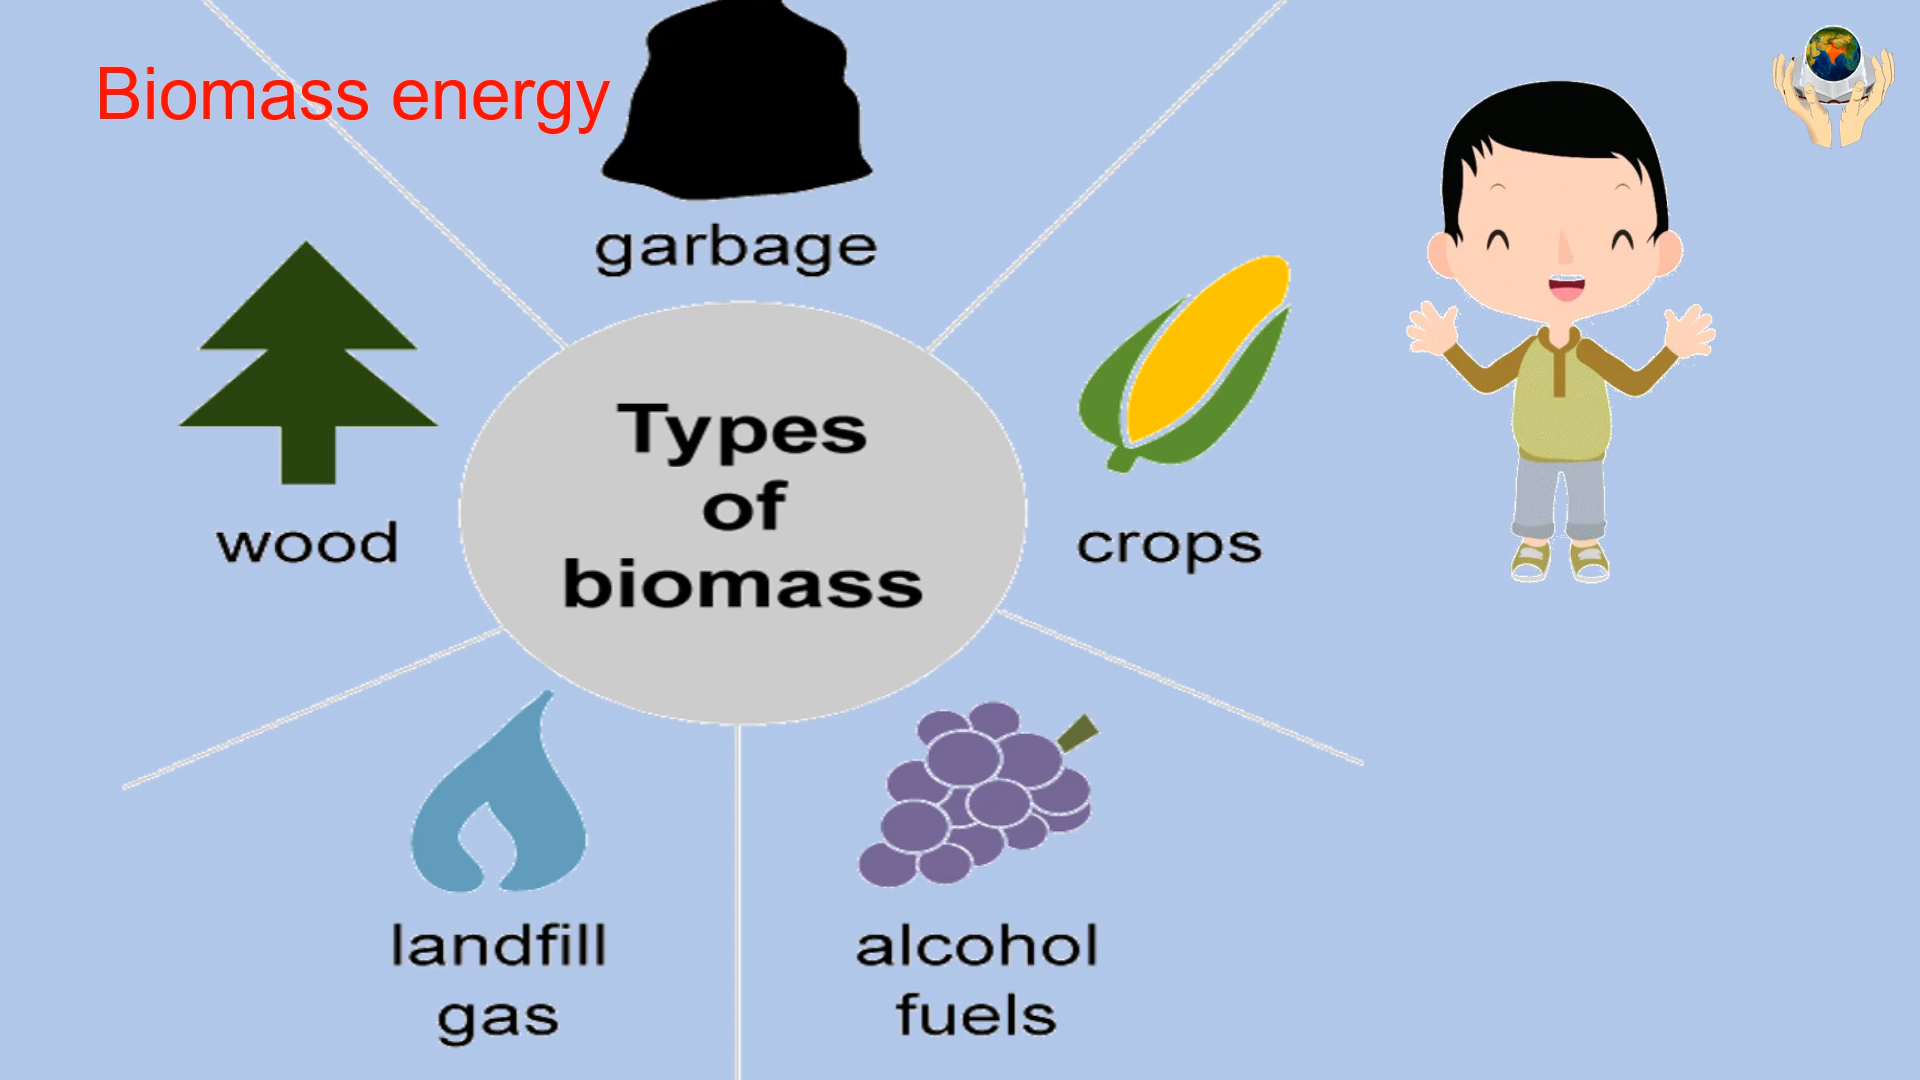 Biomass energy
garbage
wood
Types
of
biomass
crops
landfill
gas
alcohol
fuels